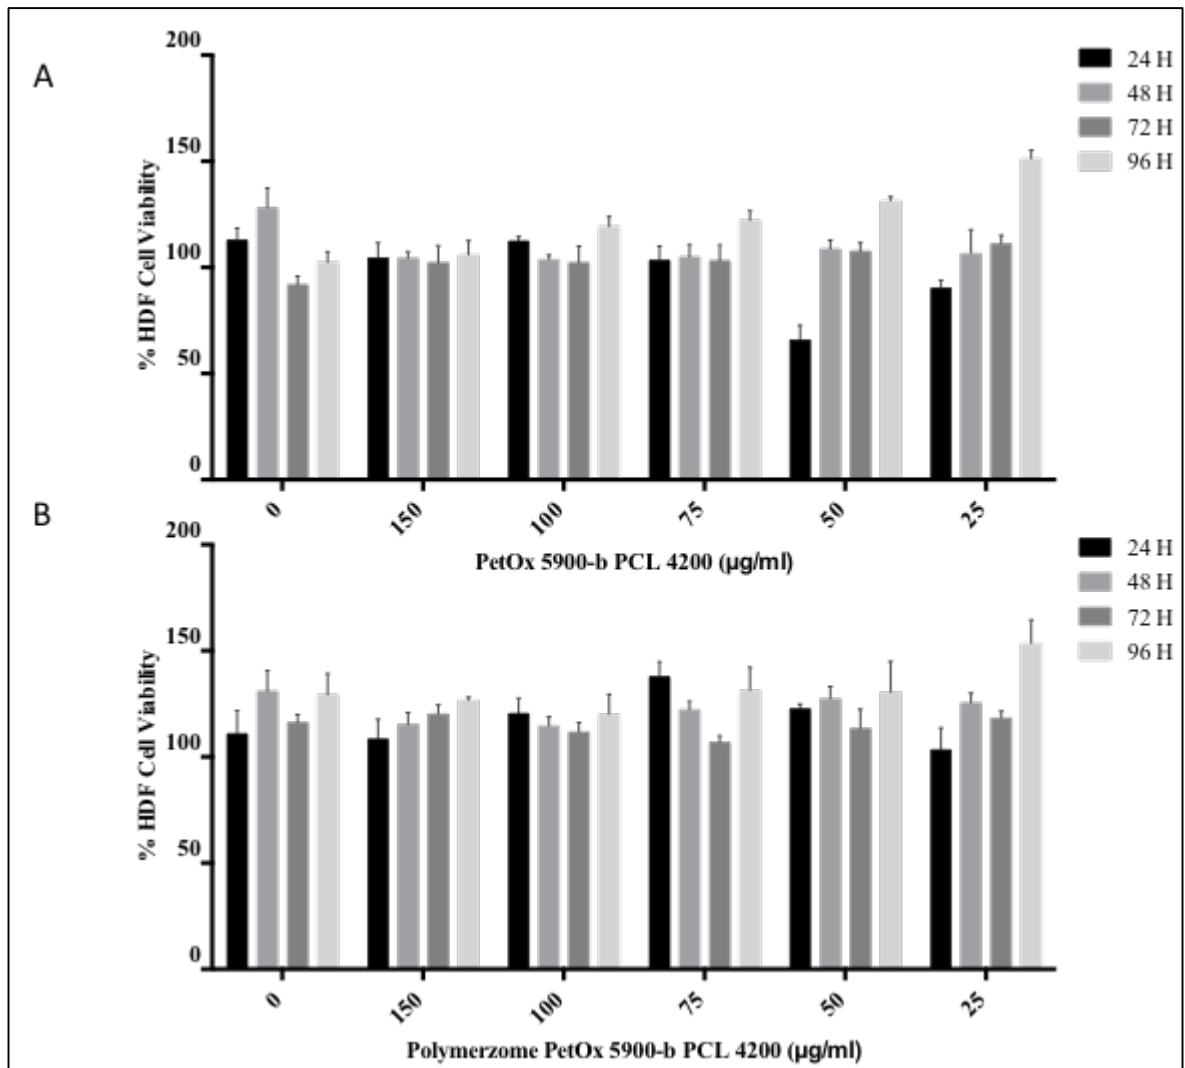 A
200
150
100
50
0
% HDF Cell Viability
24 H
48 H
72 H
96 H
0
150
100
75
50
25
PetOx 5900-b PCL 4200 (µg/ml)
B
200
150
100
50
0
% HDF Cell Viability
24 H
48 H
72 H
96 H
0
150
100
75
50
25
Polymerzome PetOx 5900-b PCL 4200 (µg/ml)